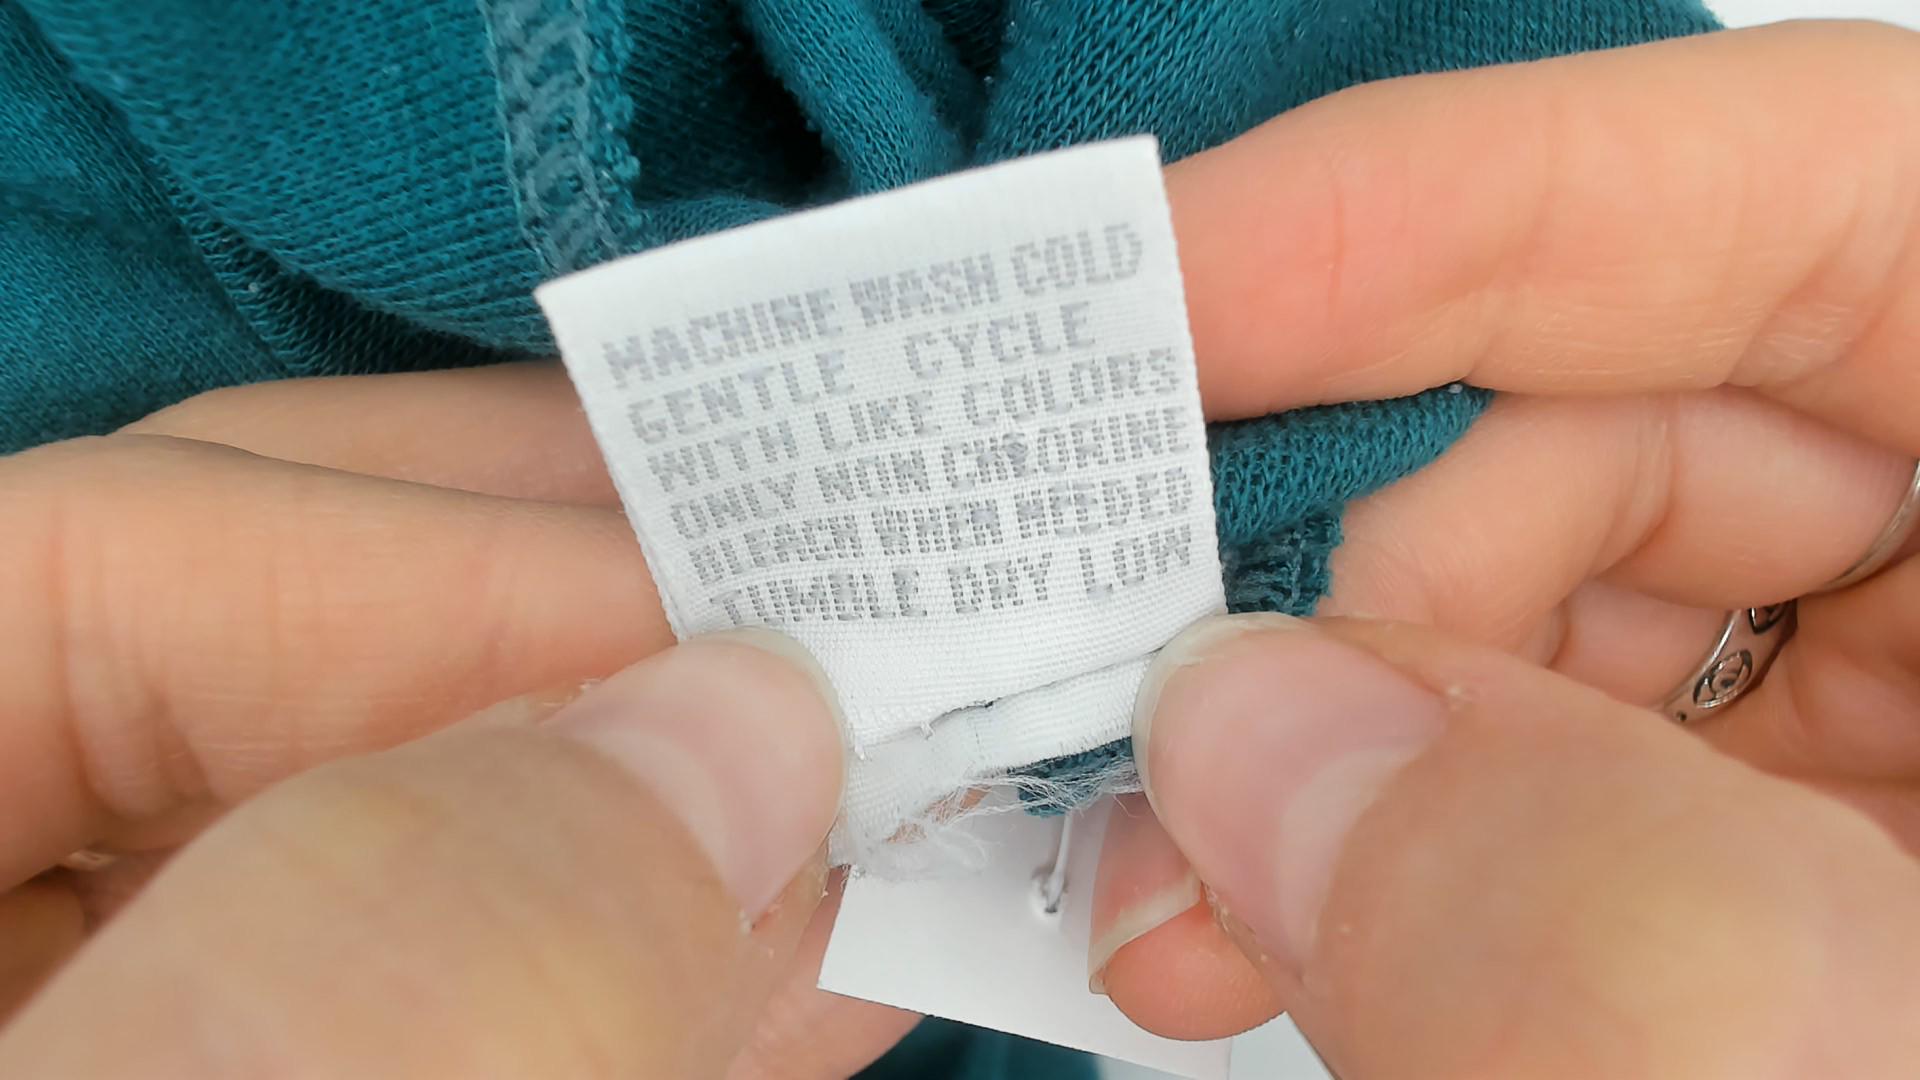 MACHINE WASH COLD
GENTLE CYCLE
WITH LIKE COLORS
ONLY NON CHLORINE
BLEACH WHEN NEEDED
TUMBLE DRY LOW